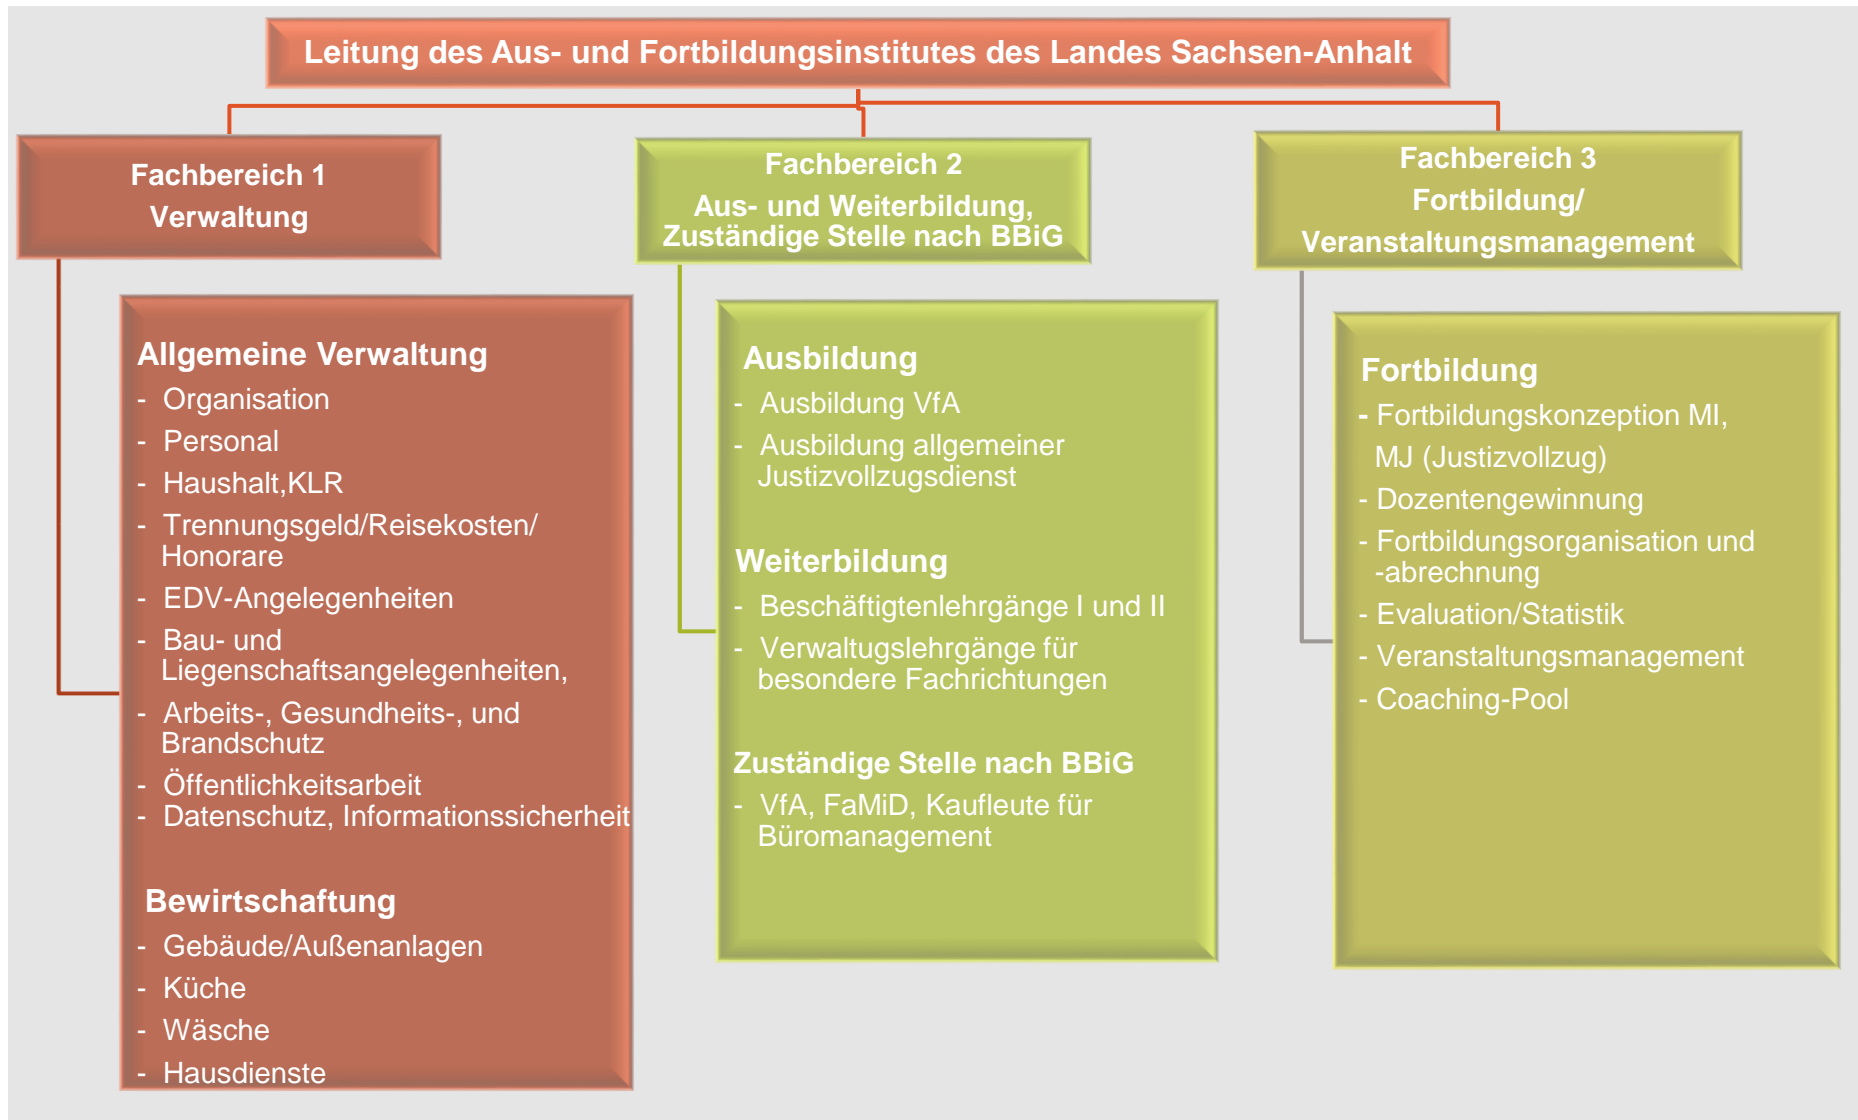 Leitung des Aus- und Fortbildungsinstitutes des Landes Sachsen-Anhalt
Fachbereich 1
Verwaltung
Allgemeine Verwaltung
- Organisation
- Personal
- Haushalt,KLR
- Trennungsgeld/Reisekosten/
Honorare
- EDV-Angelegenheiten
- Bau- und
Liegenschaftsangelegenheiten,
- Arbeits-, Gesundheits-, und
Brandschutz
- Öffentlichkeitsarbeit
- Datenschutz, Informationssicherheit
Bewirtschaftung
- Gebäude/Außenanlagen
- Küche
- Wäsche
- Hausdienste
Fachbereich 2
Aus- und Weiterbildung,
Zuständige Stelle nach BBiG
Ausbildung
- Ausbildung VfA
- Ausbildung allgemeiner
Justizvollzugsdienst
Weiterbildung
- Beschäftigtenlehrgänge I und II
- Verwaltugslehrgänge für
besondere Fachrichtungen
Zuständige Stelle nach BBiG
- VfA, FaMiD, Kaufleute für
Büromanagement
Fachbereich 3
Fortbildung/
Veranstaltungsmanagement
Fortbildung
- Fortbildungskonzeption MI,
MJ (Justizvollzug)
- Dozentengewinnung
- Fortbildungsorganisation und
-abrechnung
- Evaluation/Statistik
- Veranstaltungsmanagement
- Coaching-Pool